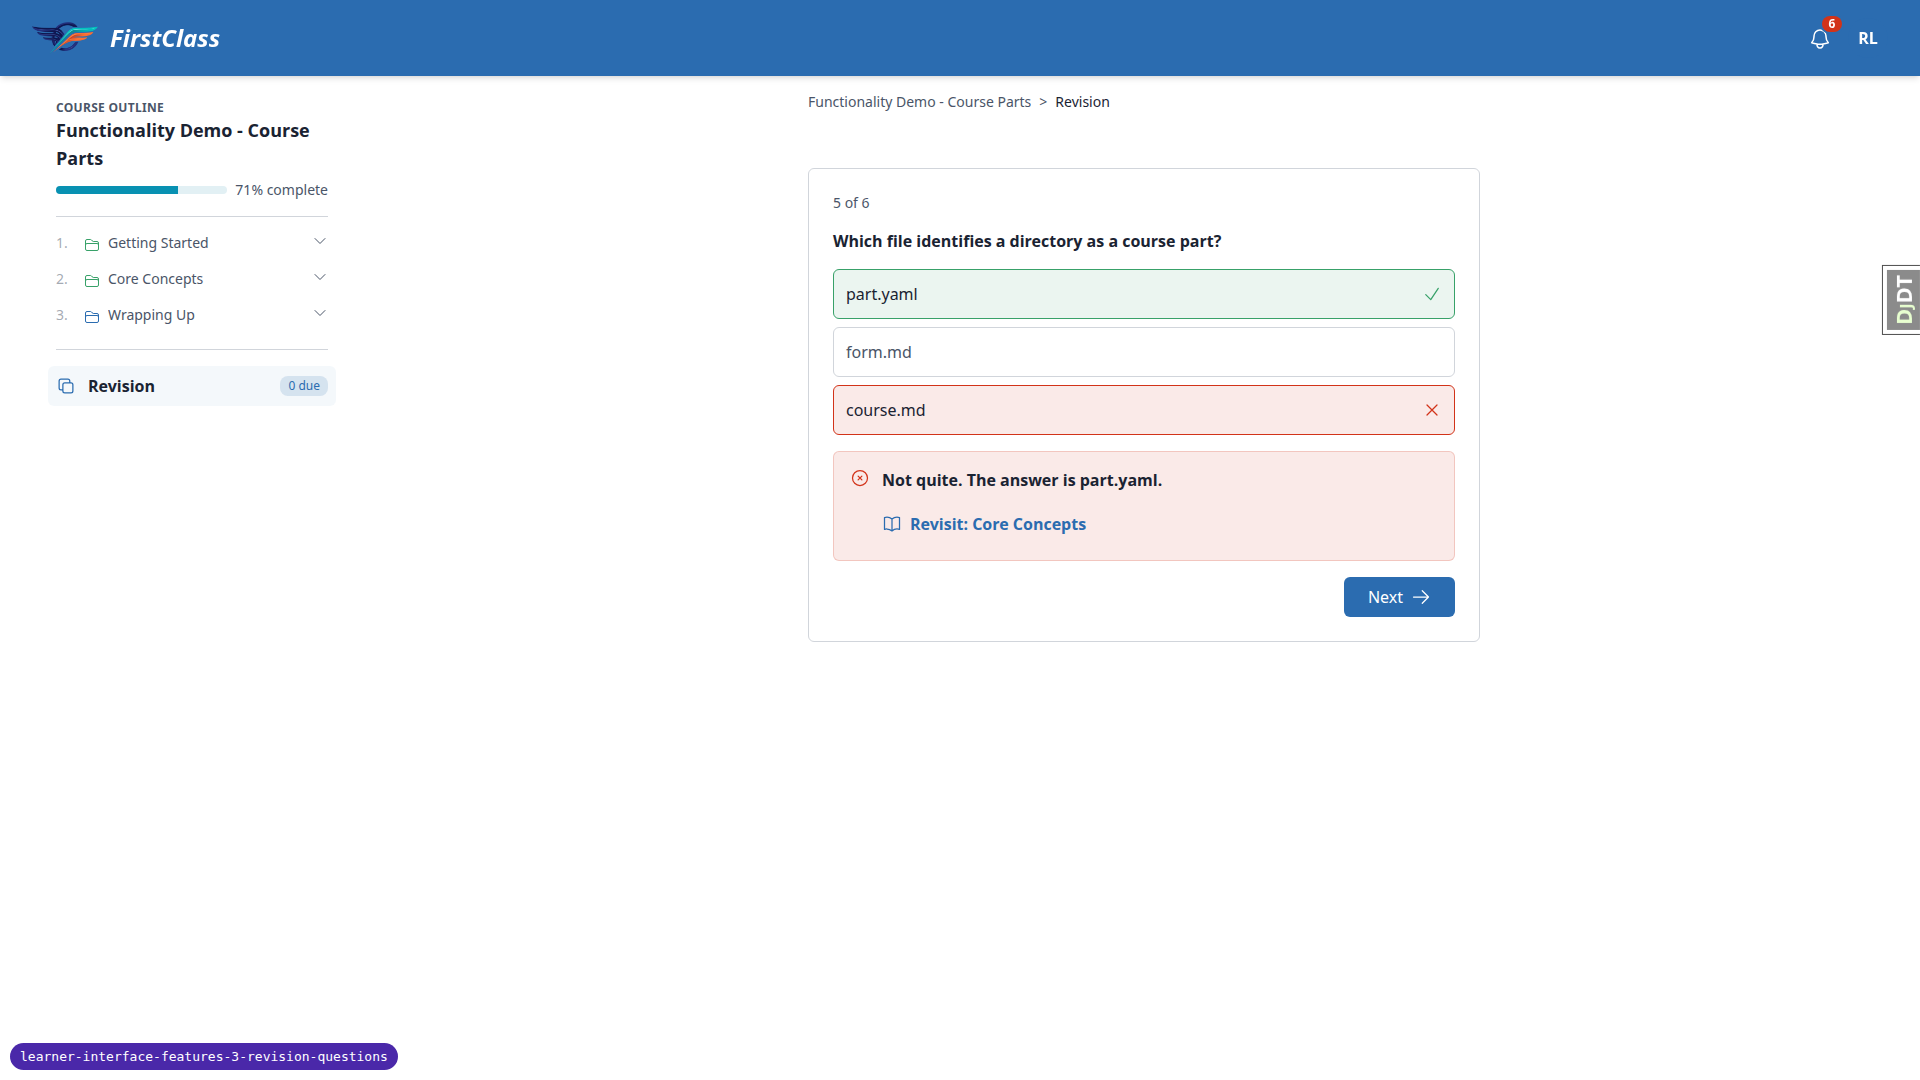 FirstClass
6
RL
COURSE OUTLINE
Functionality Demo - Course
Parts
71% complete
1. Getting Started
2. Core Concepts
3. Wrapping Up
Revision 0 due
Functionality Demo - Course Parts > Revision
5 of 6
Which file identifies a directory as a course part?
part.yaml
form.md
course.md
Not quite. The answer is part.yaml.
Revisit: Core Concepts
Next
DJDT
learner-interface-features-3-revision-questions